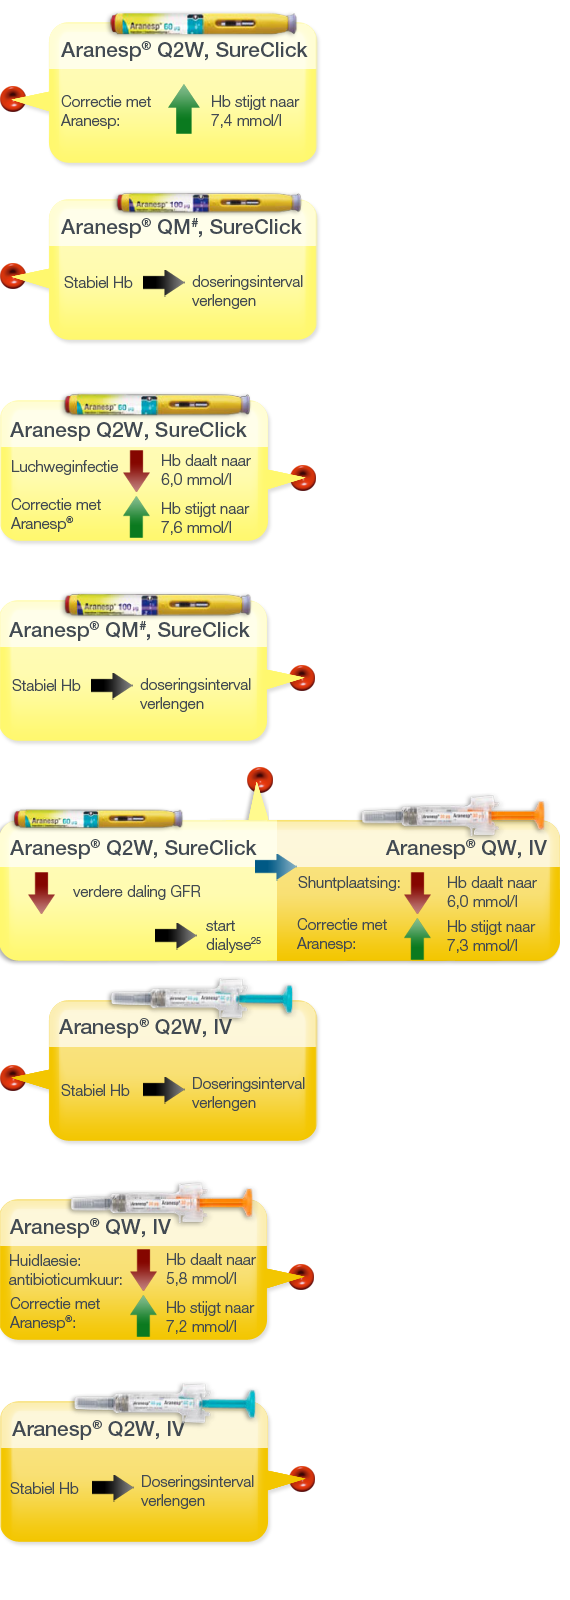 Aranesp® 60 µg
Aranesp® Q2W, SureClick
Correctie met
Aranesp:
Hb stijgt naar
7,4 mmol/l
Aranesp® 100 µg
Aranesp® QM#, SureClick
Stabiel Hb
doseringsinterval
verlengen
Aranesp® 60 µg
Aranesp Q2W, SureClick
Luchweginfectie
Hb daalt naar
6,0 mmol/l
Correctie met
Aranesp®
Hb stijgt naar
7,6 mmol/l
Aranesp® 100 µg
Aranesp® QM#, SureClick
Stabiel Hb
doseringsinterval
verlengen
Aranesp® 60 µg
Aranesp® Q2W, SureClick
verdere daling GFR
start
dialyse25
Aranesp® QW, IV
Shuntplaatsing:
Hb daalt naar
6,0 mmol/l
Correctie met
Aranesp:
Hb stijgt naar
7,3 mmol/l
Aranesp® Q2W, IV
Stabiel Hb
Doseringsinterval
verlengen
Aranesp® QW, IV
Huidlaesie:
antibioticumkuur:
Hb daalt naar
5,8 mmol/l
Correctie met
Aranesp®:
Hb stijgt naar
7,2 mmol/l
Aranesp® Q2W, IV
Stabiel Hb
Doseringsinterval
verlengen